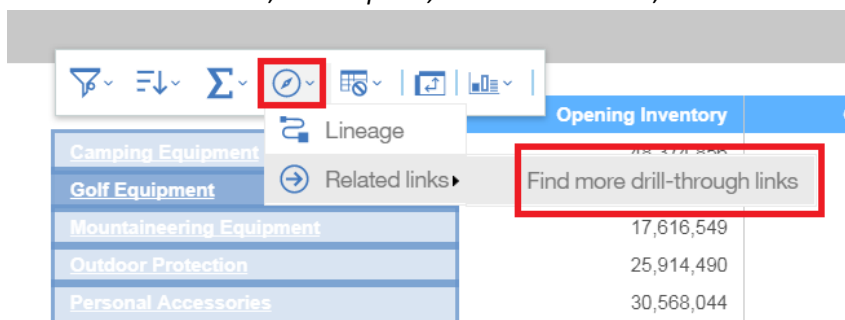 Opening Inventory
Lineage
Camping Equipment
Related links
Find more drill-through links
Golf Equipment
Mountaineering Equipment 17,616,549
Outdoor Protection 25,914,490
Personal Accessories 30,568,044